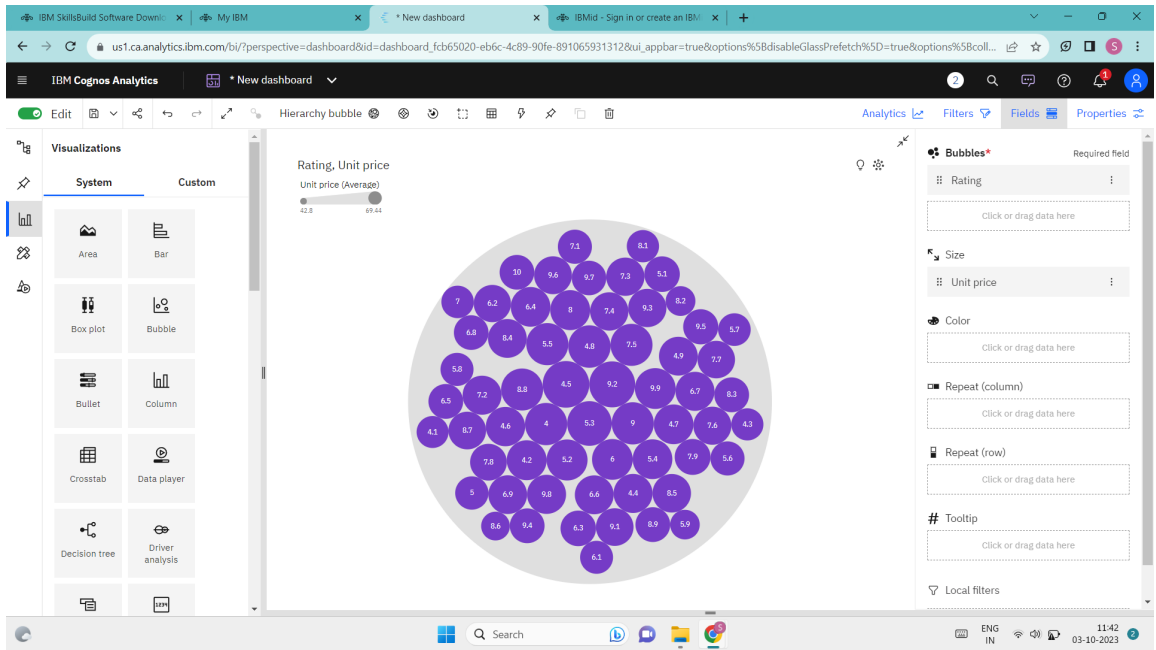 IBM SkillsBuild Software Downlo
My IBM
* New dashboard
IBMid - Sign in or create an IBM
us1.ca.analytics.ibm.com/bi/?perspective=dashboard&id=dashboard_fcb65020-eb6c-4c89-90fe-891065931312&ui_appbar=true&options%5BdisableGlassPrefetch%5D=true&options%5Bcoll...
S
IBM Cognos Analytics
* New dashboard
2
1
Edit
Hierarchy bubble
Analytics
Filters
Fields
Properties
Visualizations
System
Custom
Area
Bar
Box plot
Bubble
Bullet
Column
Crosstab
Data player
Decision tree
Driver
analysis
Rating, Unit price
Unit price (Average)
42.8 69.44
7.1 8.1
10 9.6 9.7 7.3 5.1
7 6.2 6.4 8 7.4 9.3 8.2
6.8 8.4 5.5 4.8 7.5 9.5 5.7
5.8 4.9 7.7
6.5 7.2 8.8 4.5 9.2 9.9 6.7 8.3
4.1 8.7 4.6 4 5.3 9 4.7 7.6 4.3
7.8 4.2 5.2 6 5.4 7.9 5.6
5 6.9 9.8 6.6 4.4 8.5
8.6 9.4 6.3 9.1 8.9 5.9
6.1
Bubbles* Required field
Rating
Click or drag data here
Size
Unit price
Color
Click or drag data here
Repeat (column)
Click or drag data here
Repeat (row)
Click or drag data here
Tooltip
Click or drag data here
Local filters
Search
S
ENG
IN
11:42
03-10-2023
2